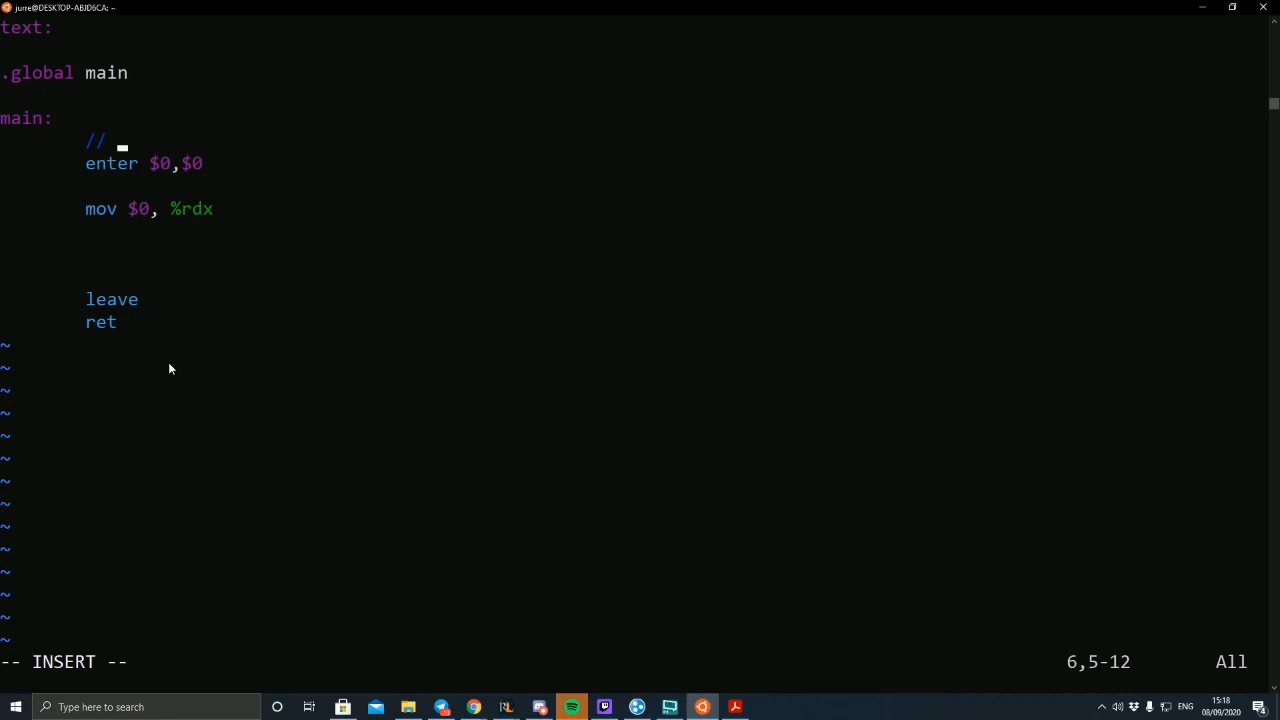 jurre@DESKTOP-ABJD6CA: ~
text:
.global main
main:
//
enter $0,$0
mov $0, %rdx
leave
ret
~
~
~
~
~
~
~
~
~
~
~
~
~
~
-- INSERT --
6,5-12
All
Type here to search
ENG
15:18
08/09/2020